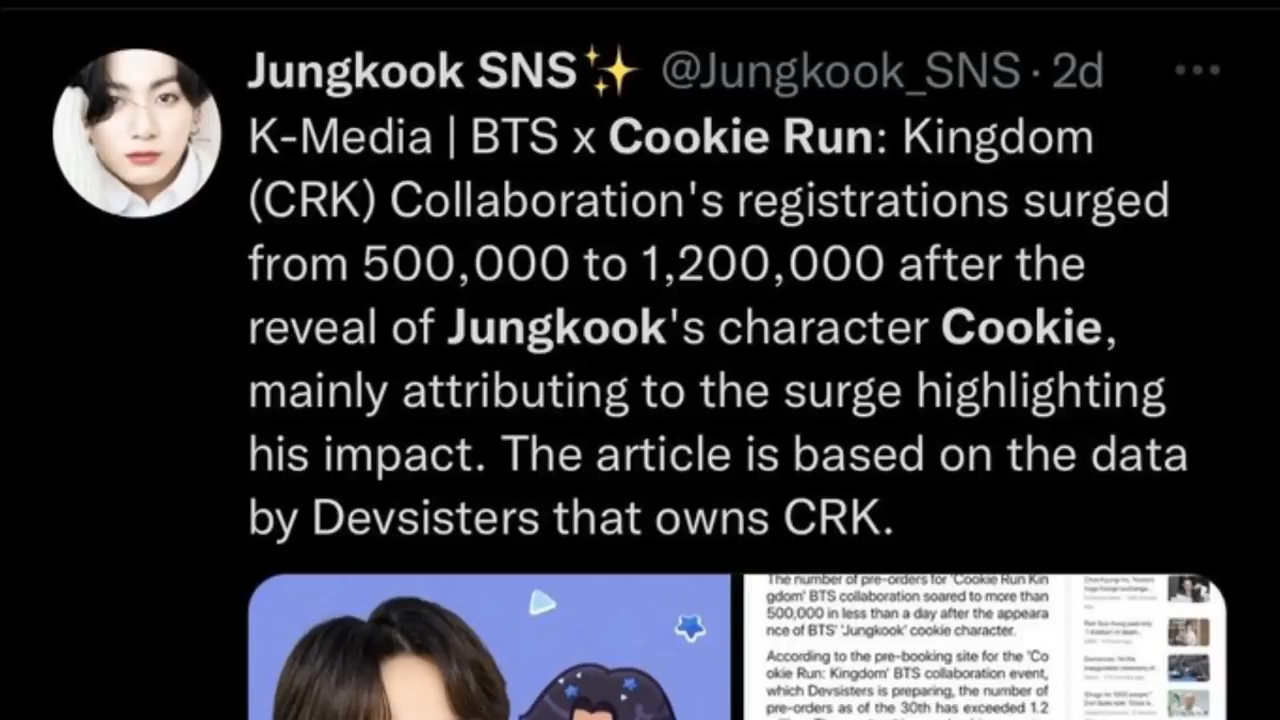 Jungkook SNS✨ @Jungkook_SNS · 2d
K-Media | BTS x Cookie Run: Kingdom
(CRK) Collaboration's registrations surged
from 500,000 to 1,200,000 after the
reveal of Jungkook's character Cookie,
mainly attributing to the surge highlighting
his impact. The article is based on the data
by Devsisters that owns CRK.
The number of pre-orders for 'Cookie Run Kin
gdom' BTS collaboration soared to more than
500,000 in less than a day after the appeara
nce of BTS' 'Jungkook' cookie character.
According to the pre-booking site for the 'Co
okie Run: Kingdom' BTS collaboration event,
which Devsisters is preparing, the number of
pre-orders as of the 30th has exceeded 1.2